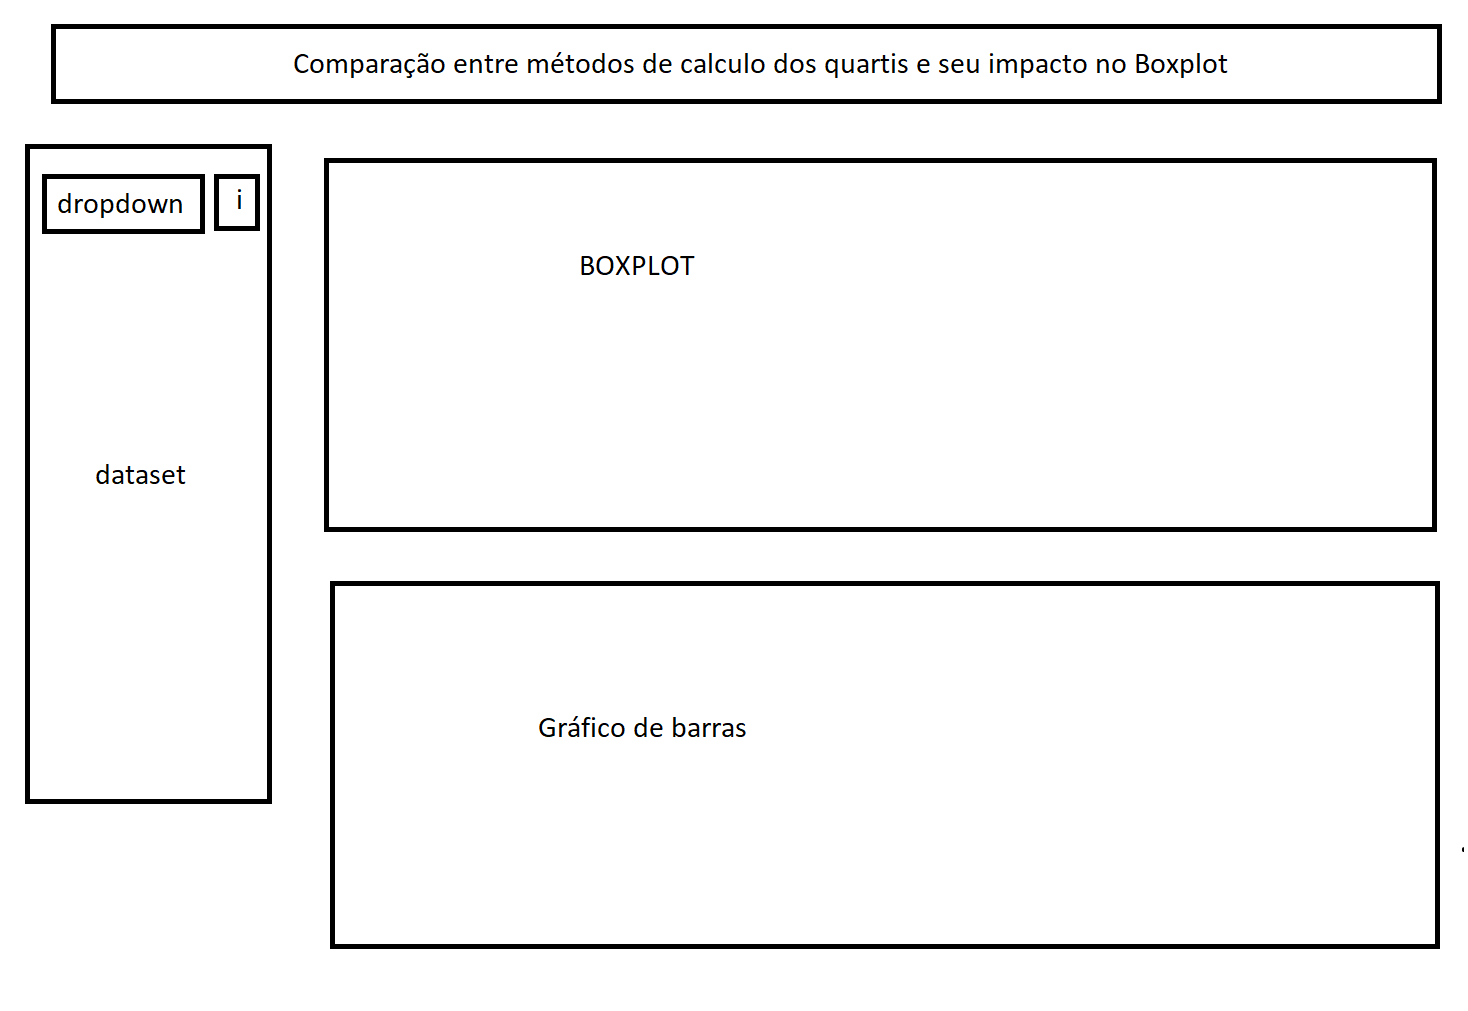 Comparação entre métodos de calculo dos quartis e seu impacto no Boxplot
dropdown
i
dataset
BOXPLOT
Gráfico de barras